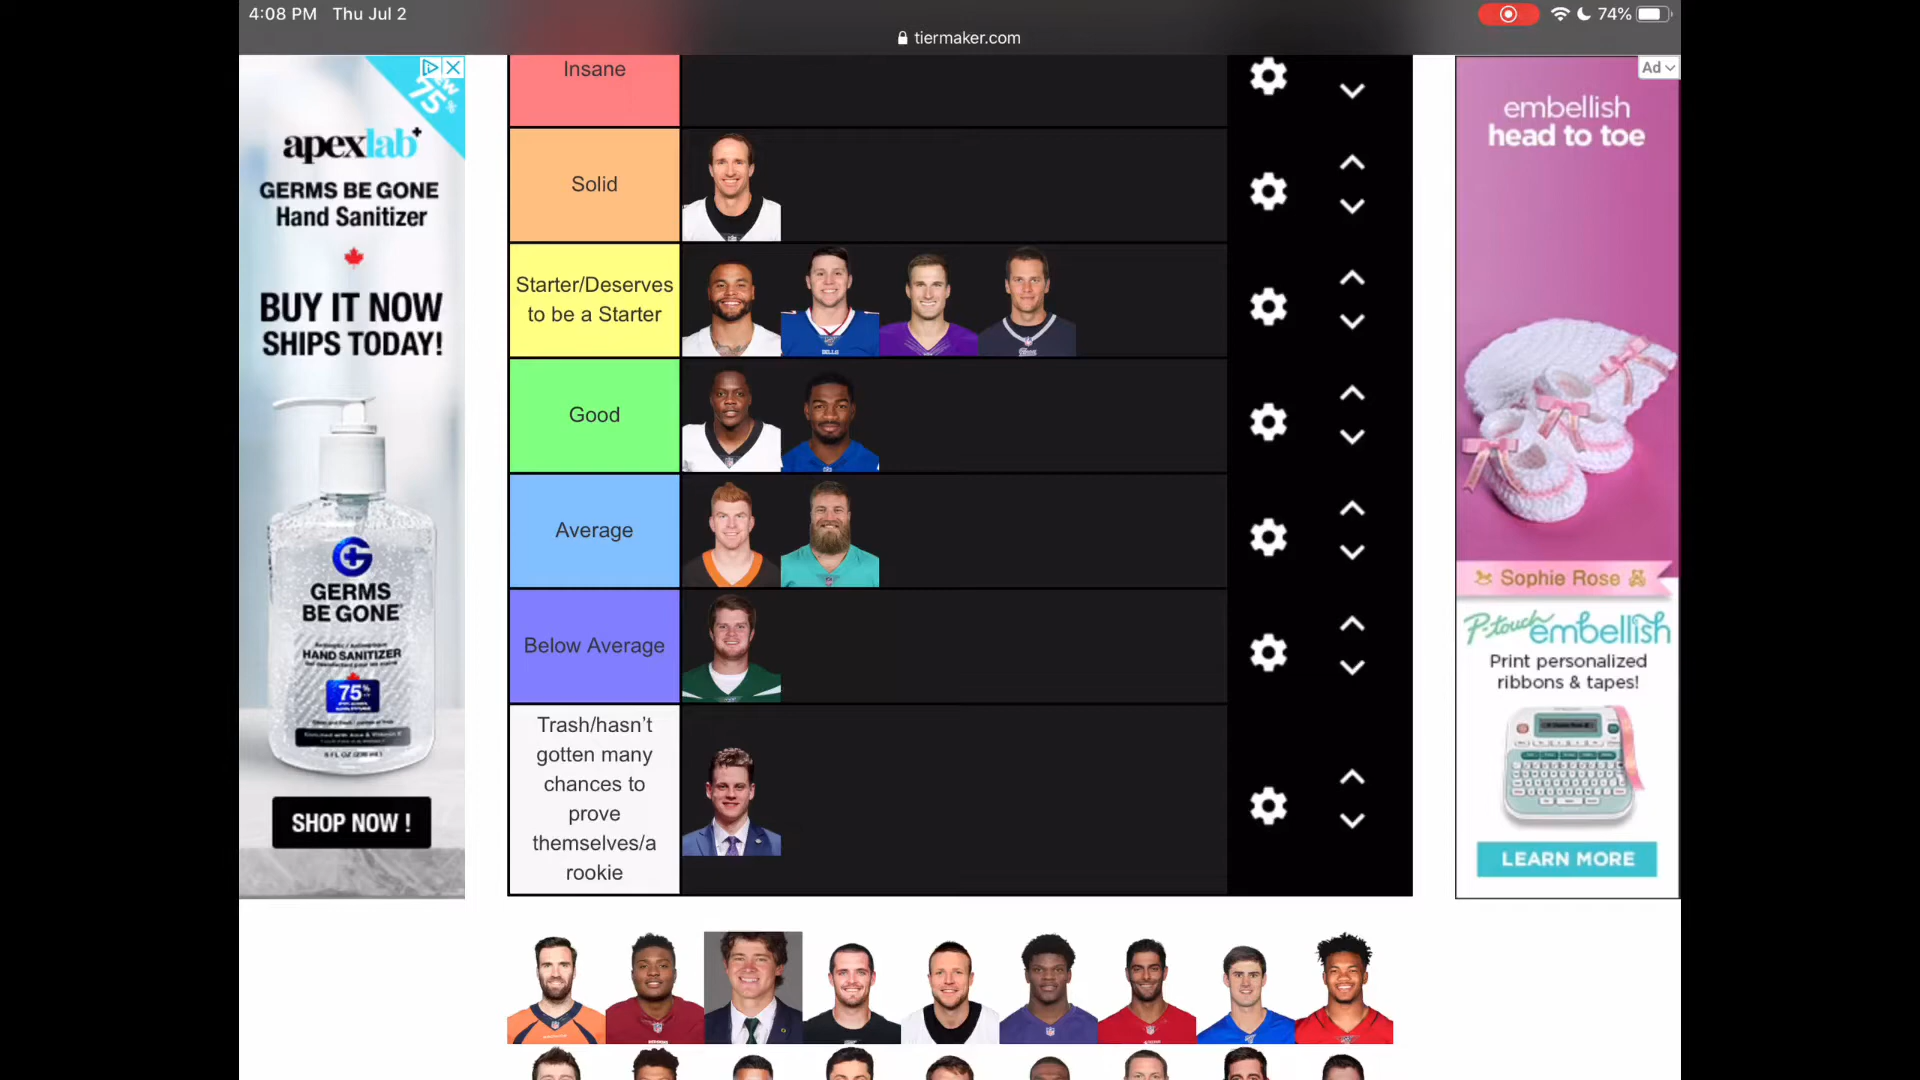 4:08 PM Thu Jul 2
74%
tiermaker.com
75%
apexlab+
GERMS BE GONE
Hand Sanitizer
BUY IT NOW
SHIPS TODAY!
GERMS
BE GONE
HAND SANITIZER
75%
SHOP NOW !
Insane
Solid
Starter/Deserves
to be a Starter
Good
Average
Below Average
Trash/hasn't
gotten many
chances to
prove
themselves/a
rookie
Ad
embellish
head to toe
Sophie Rose
P-touch embellish
Print personalized
ribbons & tapes!
LEARN MORE